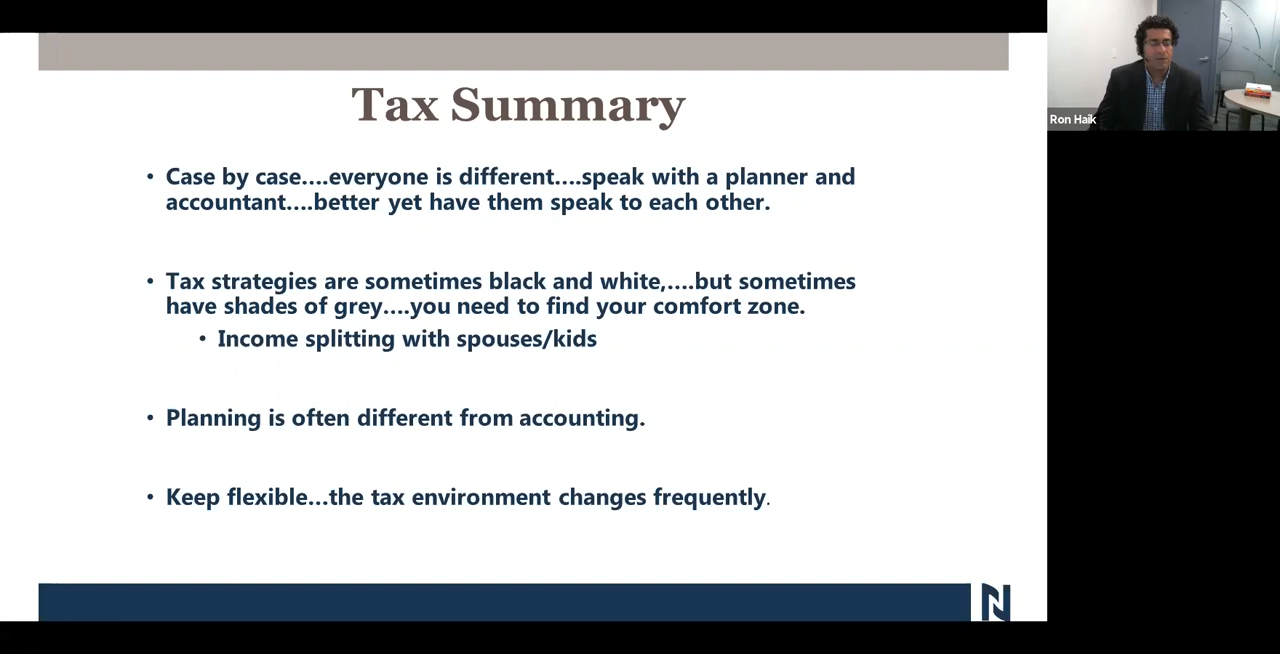 Tax Summary
• Case by case....everyone is different....speak with a planner and
accountant....better yet have them speak to each other.
• Tax strategies are sometimes black and white,....but sometimes
have shades of grey....you need to find your comfort zone.
• Income splitting with spouses/kids
• Planning is often different from accounting.
• Keep flexible...the tax environment changes frequently.
N
Ron Haik